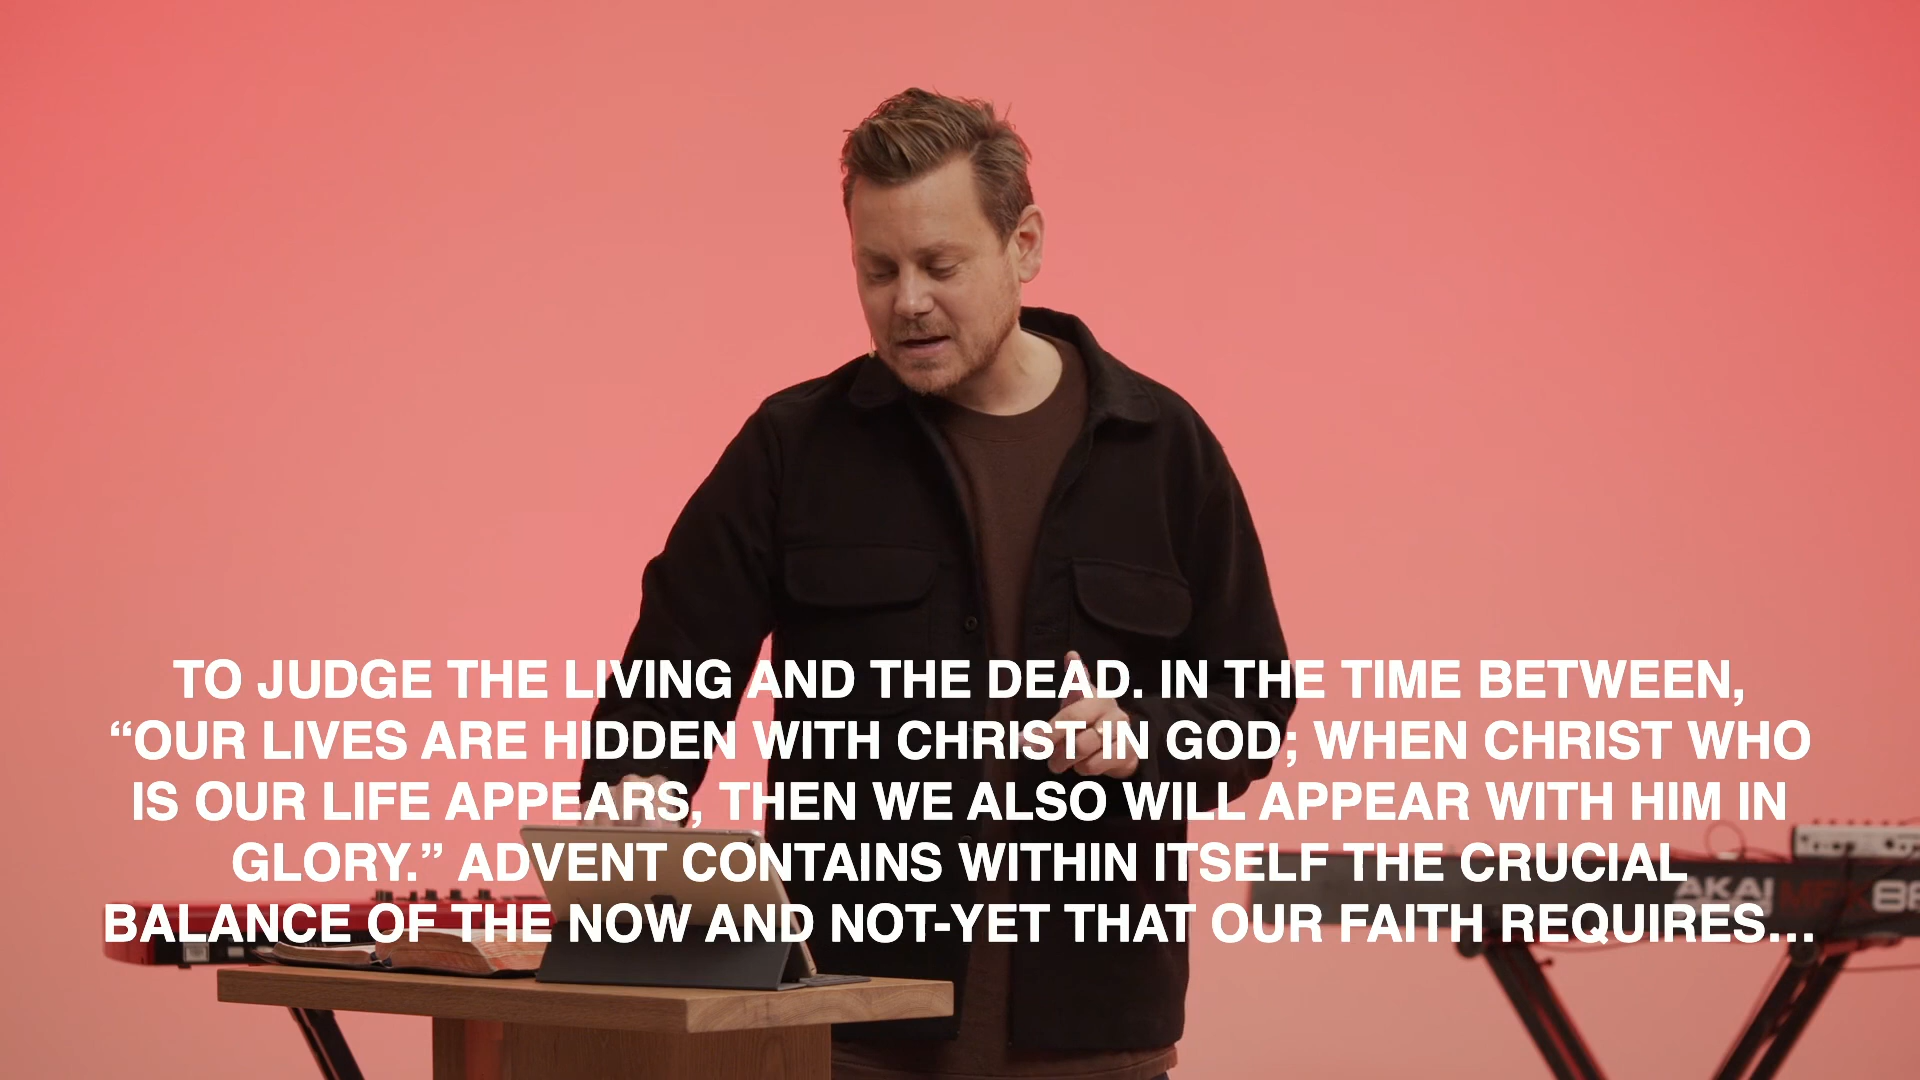 TO JUDGE THE LIVING AND THE DEAD. IN THE TIME BETWEEN,
“OUR LIVES ARE HIDDEN WITH CHRIST IN GOD; WHEN CHRIST WHO
IS OUR LIFE APPEARS, THEN WE ALSO WILL APPEAR WITH HIM IN
GLORY.” ADVENT CONTAINS WITHIN ITSELF THE CRUCIAL
BALANCE OF THE NOW AND NOT-YET THAT OUR FAITH REQUIRES...
AKAI MPK88